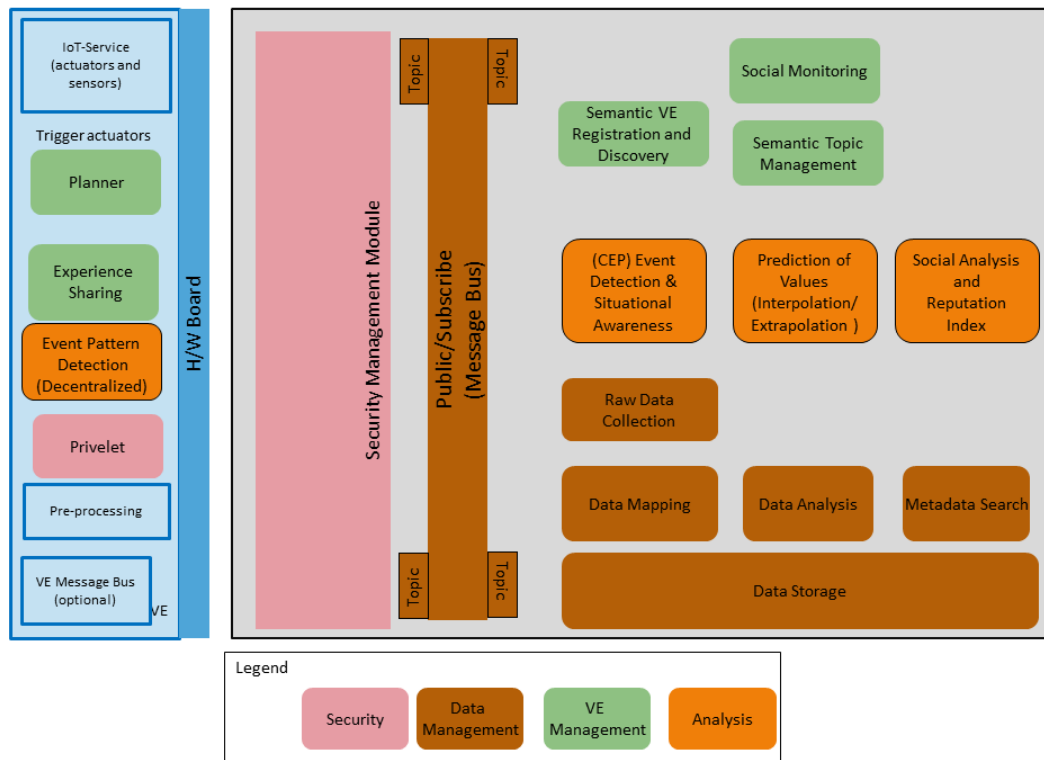 IoT-Service
(actuators and
sensors)
Trigger actuators
Planner
Experience
Sharing
Event Pattern
Detection
(Decentralized)
Privelet
Pre-processing
VE Message Bus
(optional)
VE
H/W Board
Security Management Module
Topic
Topic
Public/Subscribe
(Message Bus)
Topic
Topic
Social Monitoring
Semantic VE
Registration and
Discovery
Semantic Topic
Management
(CEP) Event
Detection &
Situational
Awareness
Prediction of
Values
(Interpolation/
Extrapolation )
Social Analysis
and
Reputation
Index
Raw Data
Collection
Data Mapping
Data Analysis
Metadata Search
Data Storage
Legend
Security
Data
Management
VE
Management
Analysis